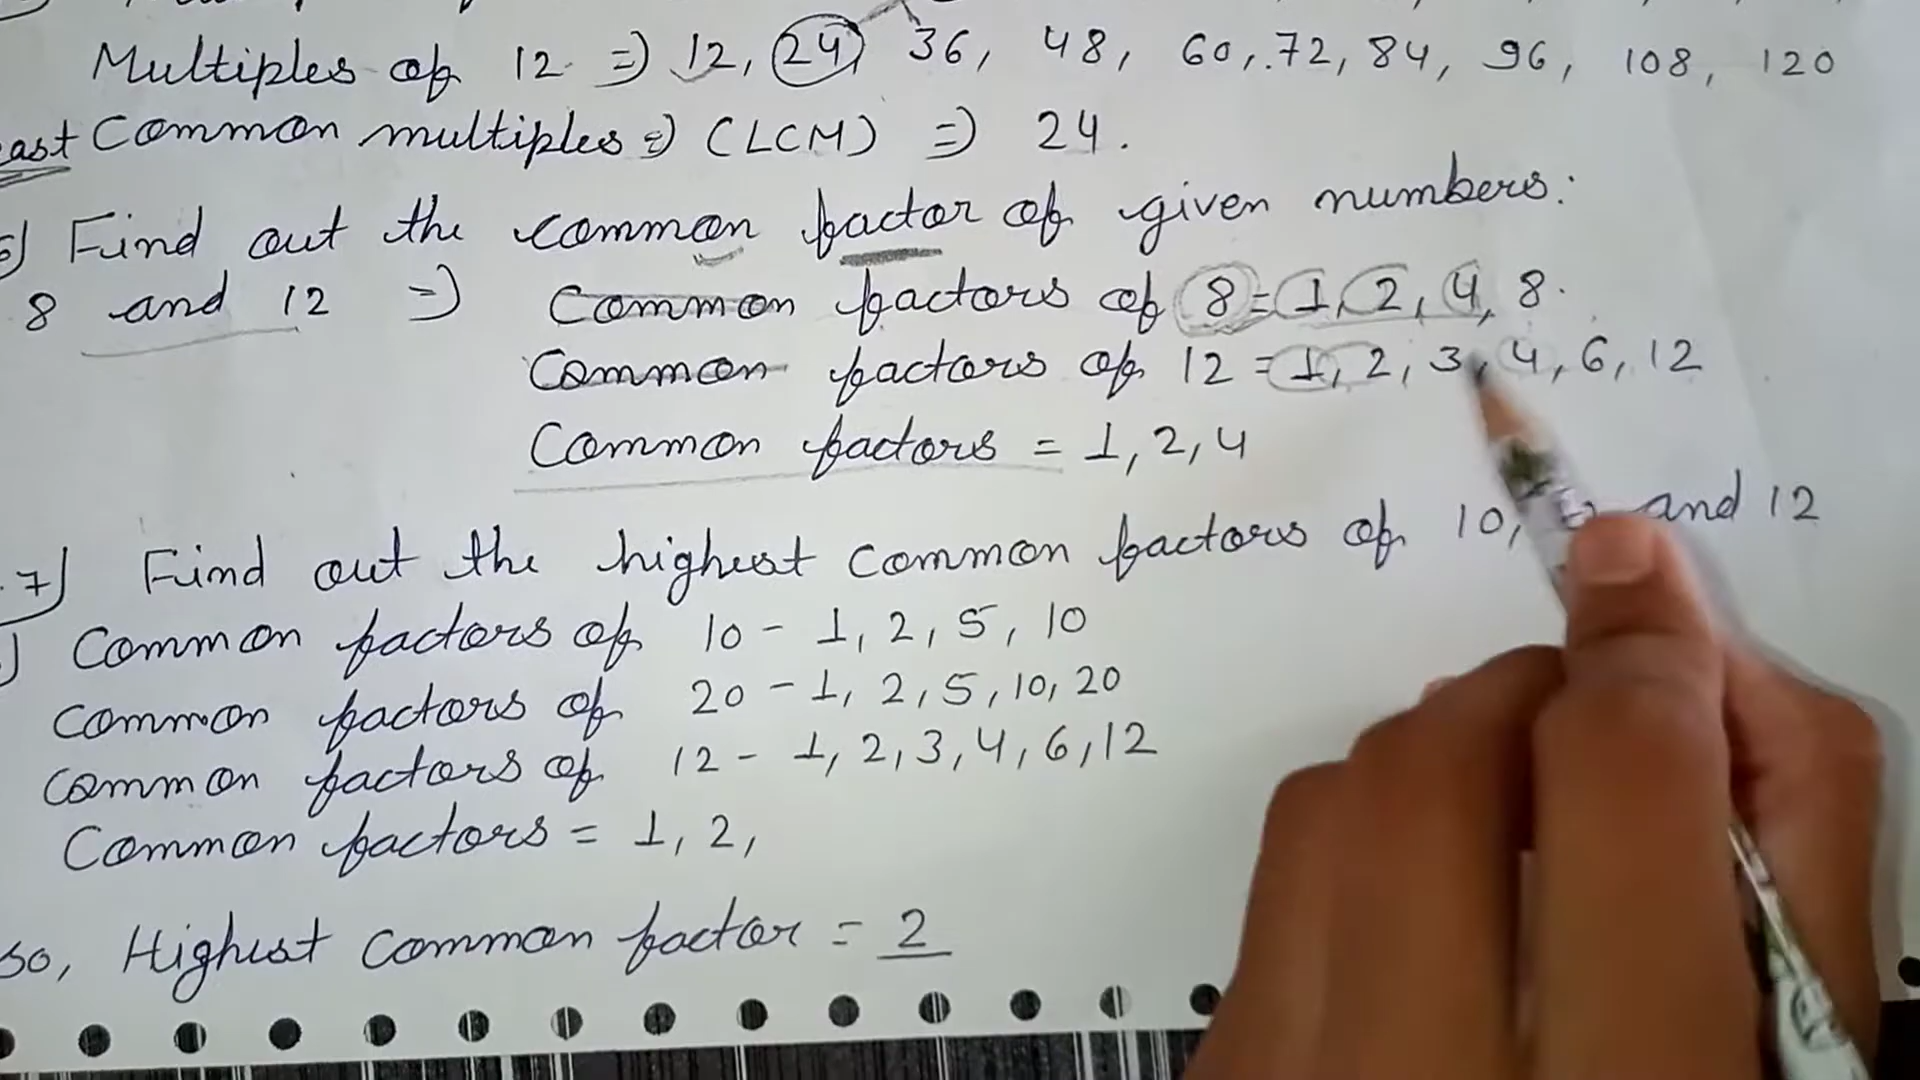 Multiples of 12 => 12, 24, 36, 48, 60, 72, 84, 96, 108, 120
Common multiples => (LCM) => 24.
Find out the common factor of given numbers:
8 and 12 => Common factors of 8 = 1, 2, 4, 8.
Common factors of 12 = 1, 2, 3, 4, 6, 12
Common factors = 1, 2, 4
7) Find out the highest common factors of 10, and 12
Common factors of 10 - 1, 2, 5, 10
Common factors of 20 - 1, 2, 5, 10, 20
Common factors of 12 - 1, 2, 3, 4, 6, 12
Common factors = 1, 2,
so, Highest common factor = 2